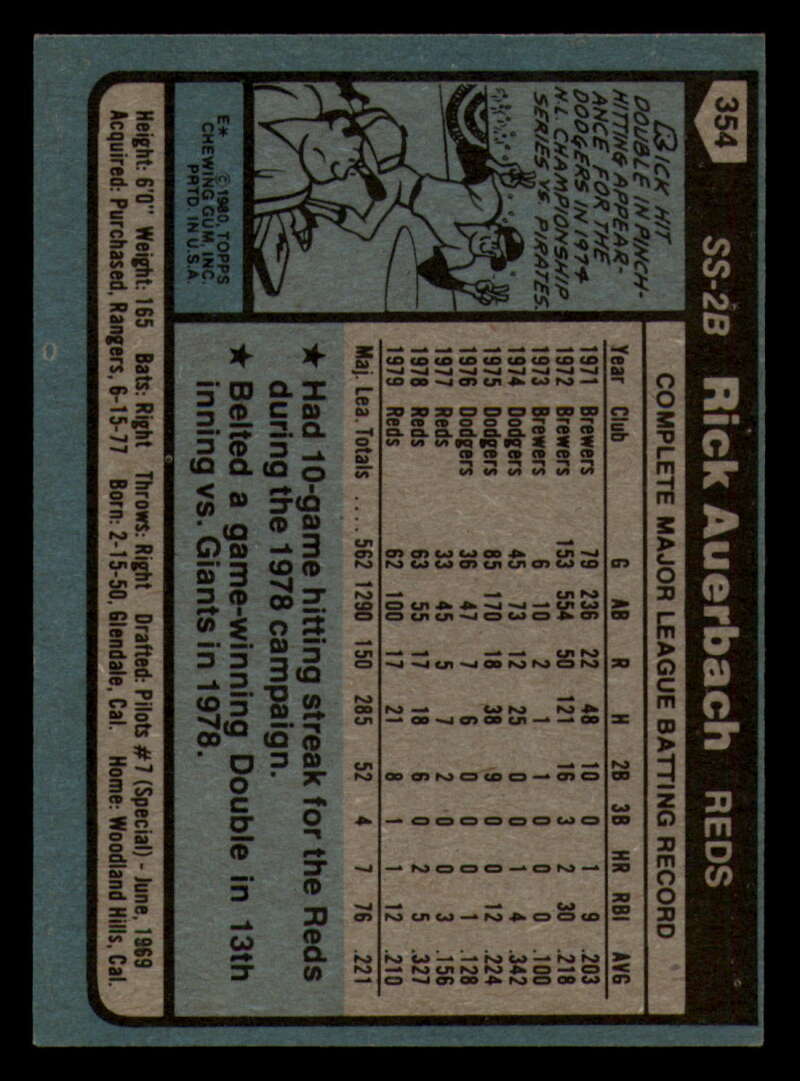 354
SS-2B Rick Auerbach REDS
RICK HIT
DOUBLE IN PINCH-
HITTING APPEAR-
ANCE FOR THE
DODGERS IN 1974
N.L. CHAMPIONSHIP
SERIES VS. PIRATES.
E* © 1980, TOPPS
CHEWING GUM, INC.
PRTD. IN U.S.A.
COMPLETE MAJOR LEAGUE BATTING RECORD
Year Club G AB R H 2B 3B HR RBI AVG
1971 Brewers 79 236 22 48 10 0 1 9 .203
1972 Brewers 153 554 50 121 16 3 2 30 .218
1973 Brewers 6 10 2 1 1 0 0 0 .100
1974 Dodgers 45 73 12 25 0 0 1 4 .342
1975 Dodgers 85 170 18 38 9 0 0 12 .224
1976 Dodgers 36 47 7 6 0 0 0 1 .128
1977 Reds 33 45 5 7 2 0 0 3 .156
1978 Reds 63 55 17 18 6 0 2 5 .327
1979 Reds 62 100 17 21 8 1 1 12 .210
Maj. Lea. Totals .... 562 1290 150 285 52 4 7 76 .221
★ Had 10-game hitting streak for the Reds
during the 1978 campaign.
★ Belted a game-winning Double in 13th
inning vs. Giants in 1978.
Height: 6'0" Weight: 165 Bats: Right Throws: Right Drafted: Pilots #7 (Special) - June, 1969
Acquired: Purchased, Rangers, 6-15-77 Born: 2-15-50, Glendale, Cal. Home: Woodland Hills, Cal.